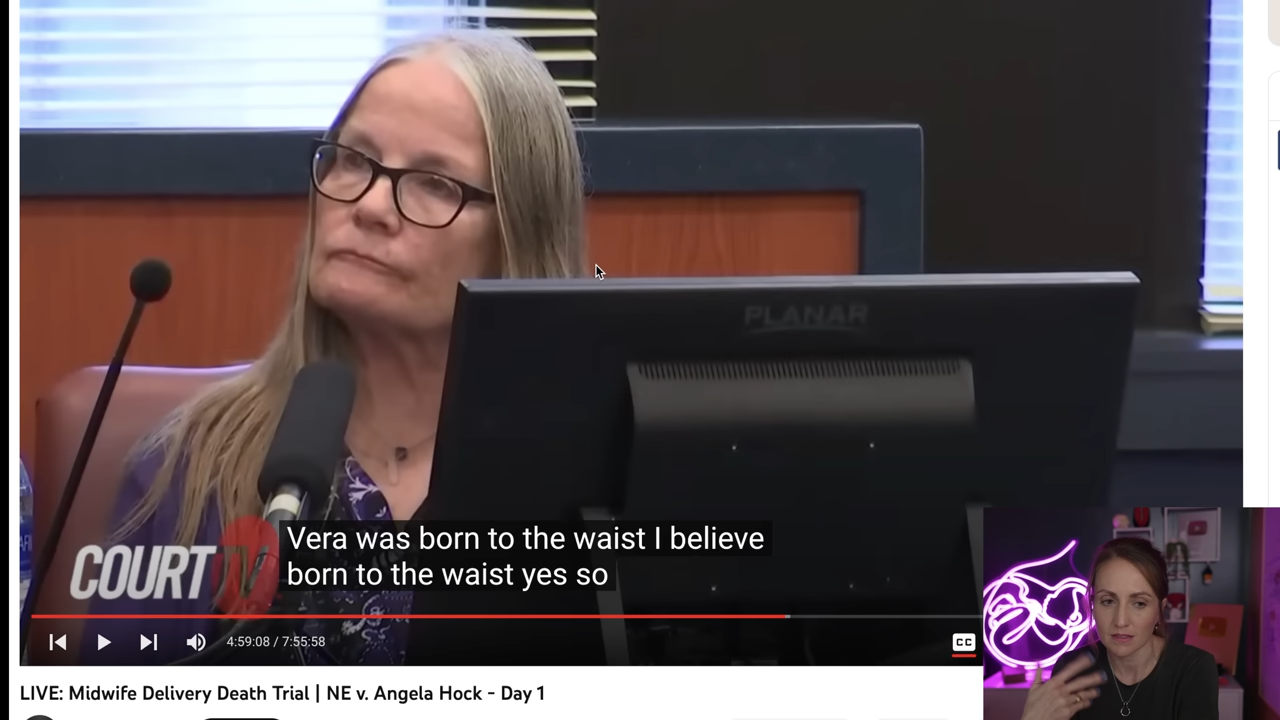 PLANAR
COURT TV
Vera was born to the waist I believe
born to the waist yes so
4:59:08 / 7:55:58
CC
LIVE: Midwife Delivery Death Trial | NE v. Angela Hock - Day 1